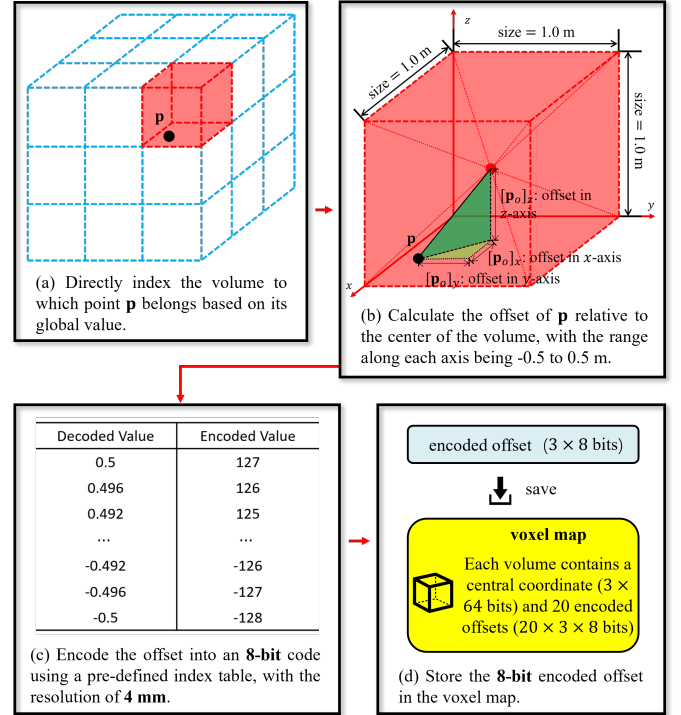 p
(a) Directly index the volume to
which point p belongs based on its
global value.
z
size = 1.0 m
size = 1.0 m
size = 1.0 m
y
[pₒ]z: offset in
z-axis
p
[pₒ]x: offset in x-axis
x
[pₒ]y: offset in y-axis
(b) Calculate the offset of p relative to
the center of the volume, with the range
along each axis being -0.5 to 0.5 m.
Decoded Value Encoded Value
0.5 127
0.496 126
0.492 125
... ...
-0.492 -126
-0.496 -127
-0.5 -128
(c) Encode the offset into an 8-bit code
using a pre-defined index table, with the
resolution of 4 mm.
encoded offset (3 × 8 bits)
save
voxel map
Each volume contains a
central coordinate (3 ×
64 bits) and 20 encoded
offsets (20 × 3 × 8 bits)
(d) Store the 8-bit encoded offset
in the voxel map.